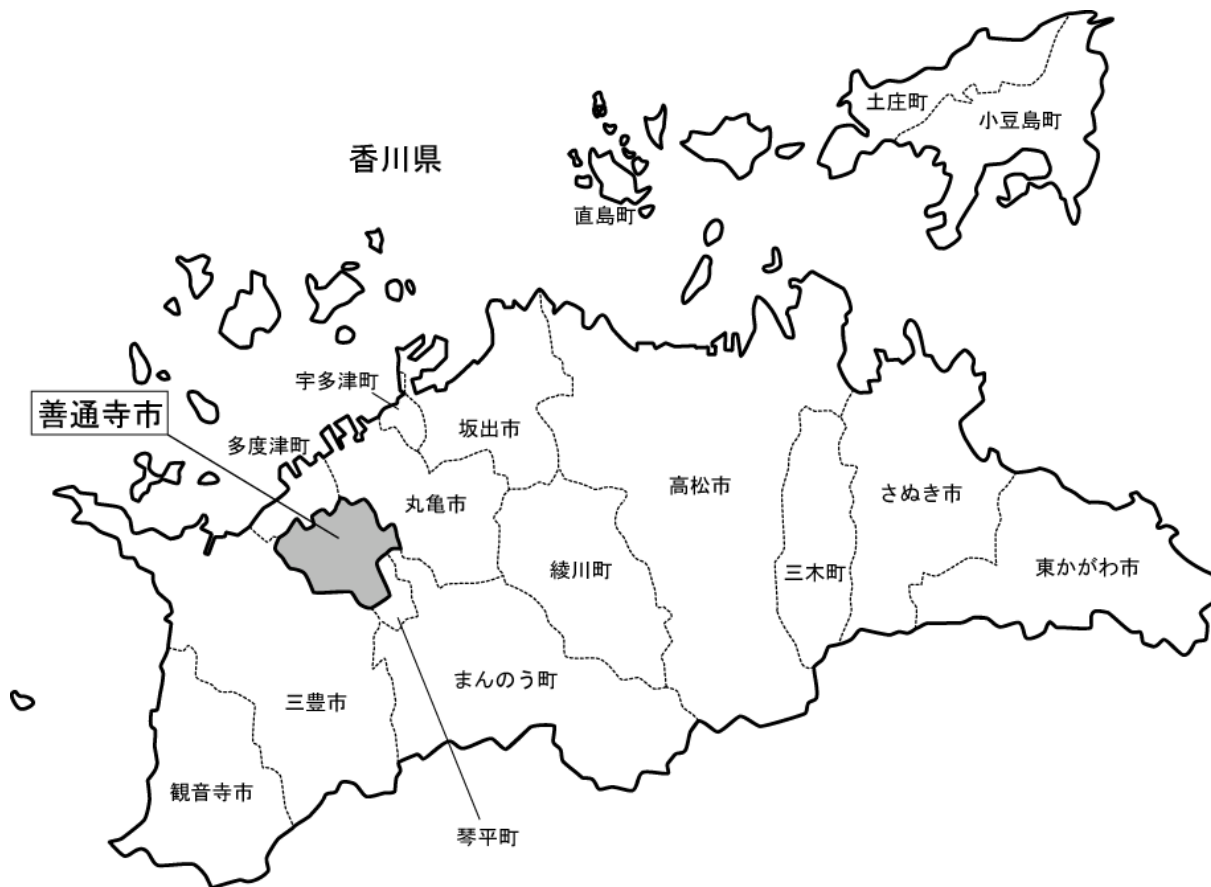 香川県
土庄町
小豆島町
直島町
宇多津町
善通寺市
多度津町
坂出市
丸亀市
高松市
さぬき市
綾川町
三木町
東かがわ市
まんのう町
三豊市
観音寺市
琴平町